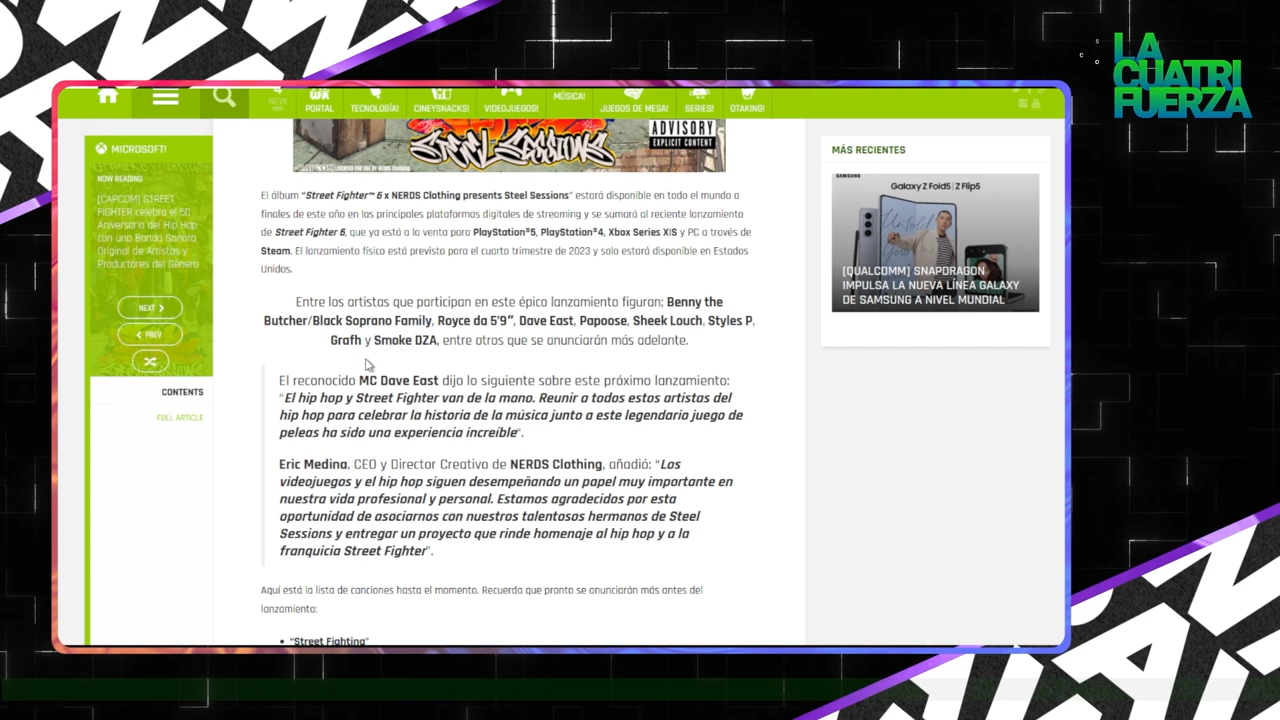 LA
CUATRI
FUERZA
NEW
PORTAL
TECNOLOGÍA!
CINEYSNACKS!
VIDEOJUEGOS!
MÚSICA!
JUEGOS DE MESA!
SERIES!
OTAKING!
MICROSOFT!
NOW READING
[CAPCOM] STREET
FIGHTER celebra el 50
Aniversario del Hip Hop
con una Banda Sonora
Original de Artistas y
Productores del Género
NEXT
PREV
CONTENTS
FULL ARTICLE
STEEL SESSIONS
ADVISORY
EXPLICIT CONTENT
El álbum “Street Fighter™ 6 x NERDS Clothing presents Steel Sessions” estará disponible en todo el mundo a
finales de este año en las principales plataformas digitales de streaming y se sumará al reciente lanzamiento
de Street Fighter 6, que ya está a la venta para PlayStation®5, PlayStation®4, Xbox Series X|S y PC a través de
Steam. El lanzamiento físico está previsto para el cuarto trimestre de 2023 y solo estará disponible en Estados
Unidos.
Entre los artistas que participan en este épico lanzamiento figuran; Benny the
Butcher/Black Soprano Family, Royce da 5’9”, Dave East, Papoose, Sheek Louch, Styles P,
Grafh y Smoke DZA, entre otros que se anunciarán más adelante.
El reconocido MC Dave East dijo lo siguiente sobre este próximo lanzamiento:
“El hip hop y Street Fighter van de la mano. Reunir a todos estos artistas del
hip hop para celebrar la historia de la música junto a este legendario juego de
peleas ha sido una experiencia increíble“.
Eric Medina, CEO y Director Creativo de NERDS Clothing, añadió: “Los
videojuegos y el hip hop siguen desempeñando un papel muy importante en
nuestra vida profesional y personal. Estamos agradecidos por esta
oportunidad de asociarnos con nuestros talentosos hermanos de Steel
Sessions y entregar un proyecto que rinde homenaje al hip hop y a la
franquicia Street Fighter”.
Aquí está la lista de canciones hasta el momento. Recuerda que pronto se anunciarán más antes del
lanzamiento:
• “Street Fighting”
MÁS RECIENTES
SAMSUNG
Galaxy Z Fold5 | Z Flip5
Unfold
[QUALCOMM] SNAPDRAGON
IMPULSA LA NUEVA LÍNEA GALAXY
DE SAMSUNG A NIVEL MUNDIAL